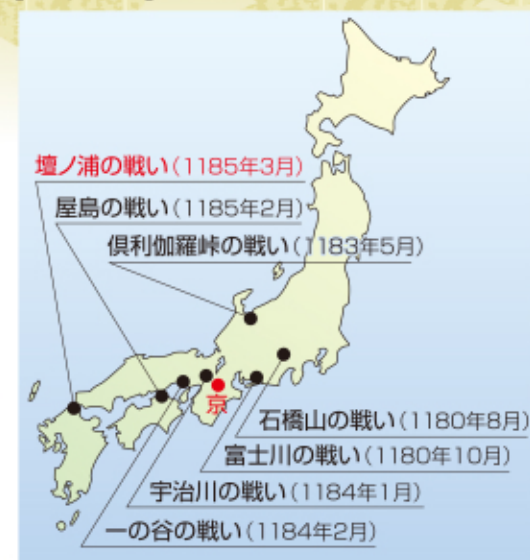 壇ノ浦の戦い(1185年3月)
屋島の戦い(1185年2月)
倶利伽羅峠の戦い(1183年5月)
京
石橋山の戦い(1180年8月)
富士川の戦い(1180年10月)
宇治川の戦い(1184年1月)
一の谷の戦い(1184年2月)